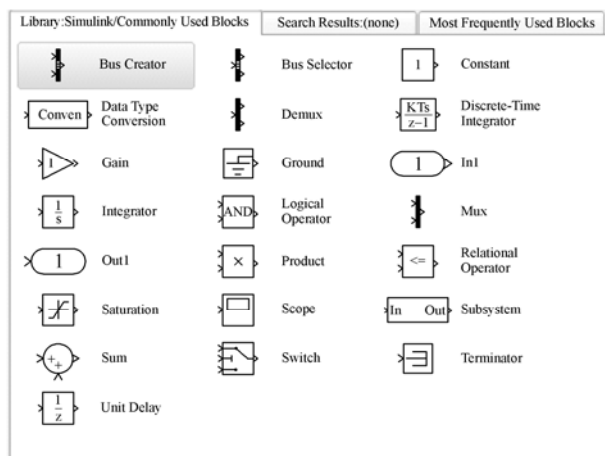 Library:Simulink/Commonly Used Blocks
Search Results:(none)
Most Frequently Used Blocks
Bus Creator
Bus Selector
1
Constant
Conven
Data Type
Conversion
Demux
KTs
z−1
Discrete-Time
Integrator
1
Gain
Ground
1
In1
1
s
Integrator
AND
Logical
Operator
Mux
1
Out1
×
Product
<=
Relational
Operator
Saturation
Scope
In Out
Subsystem
+
+
Sum
Switch
Terminator
1
z
Unit Delay